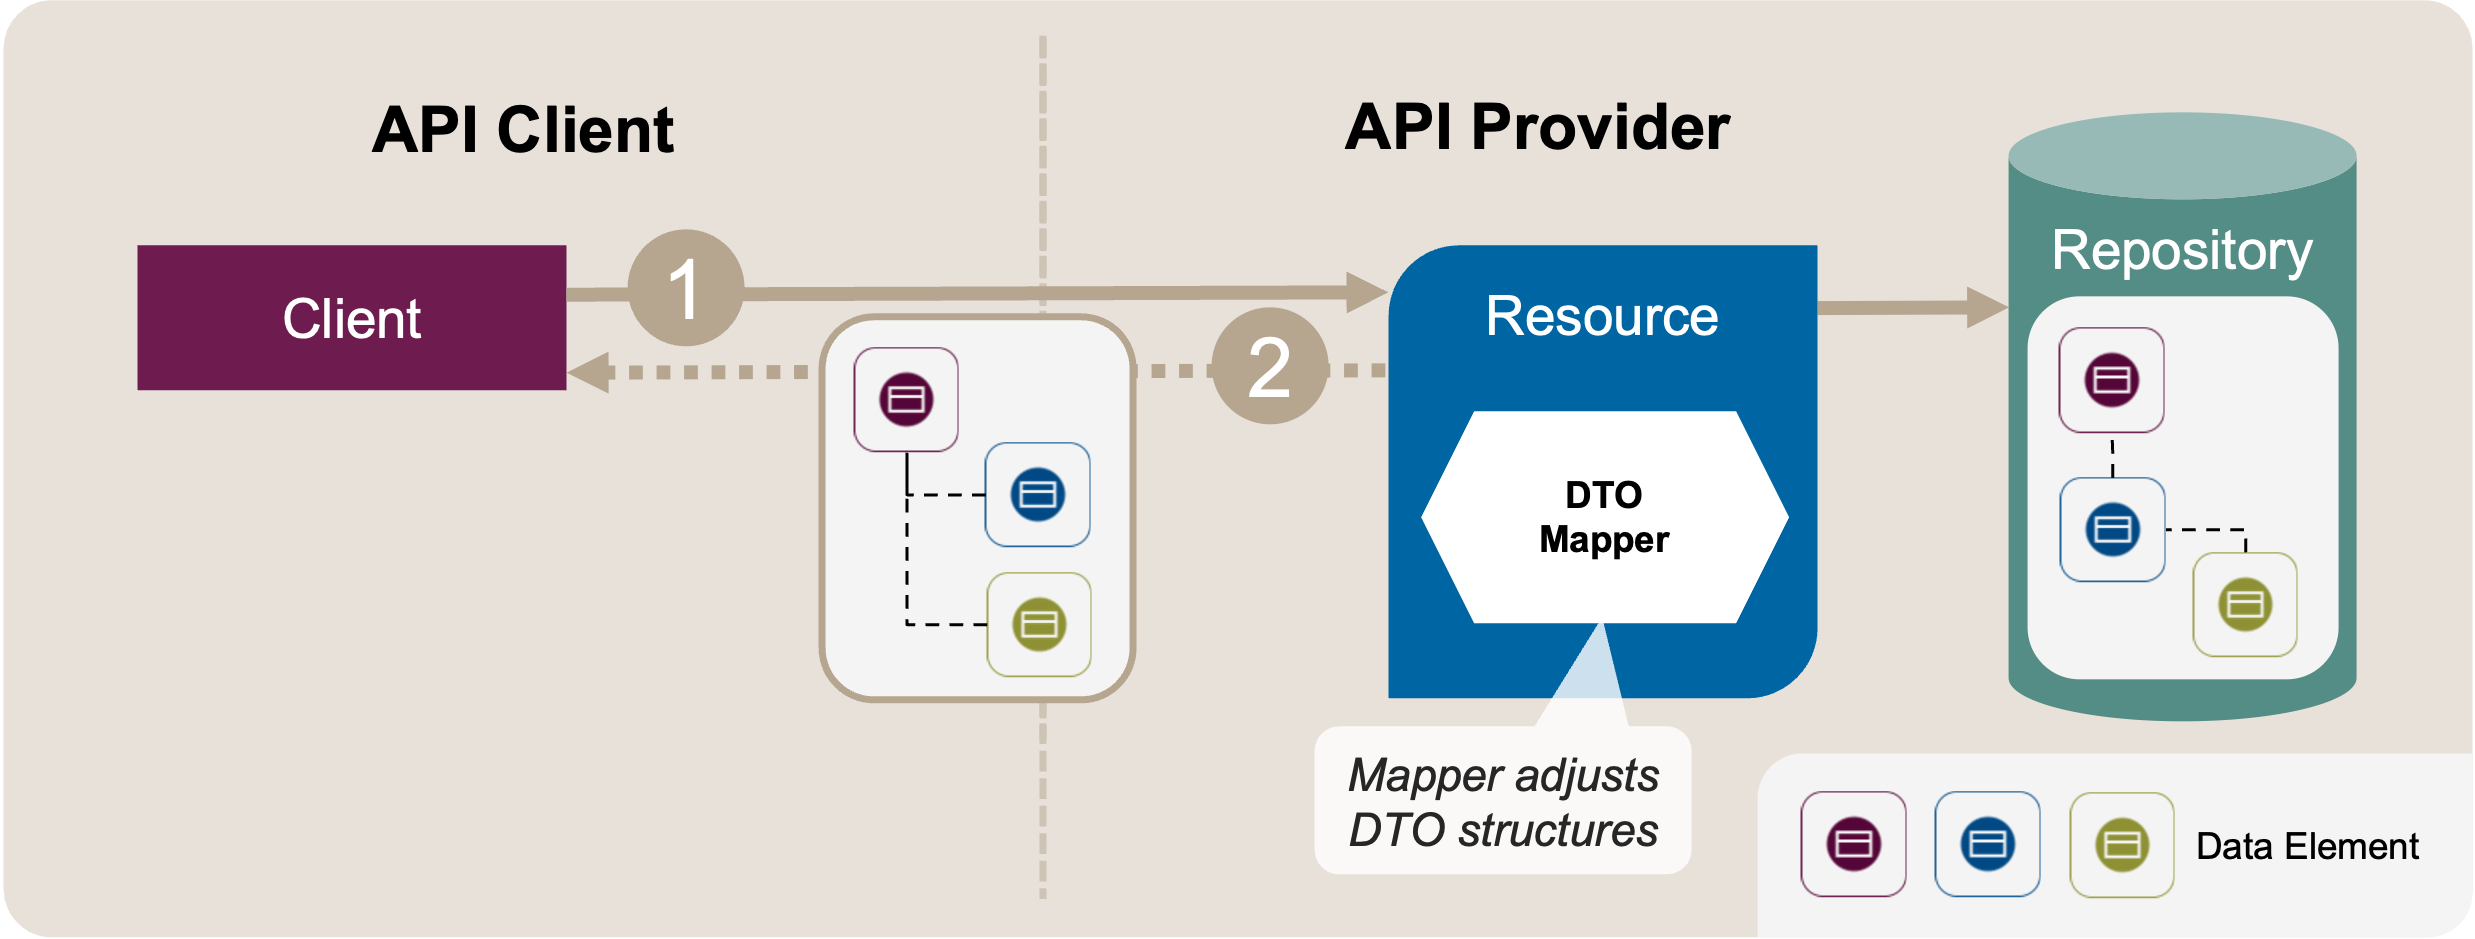 API Client
API Provider
Client
1
2
Resource
DTO
Mapper
Mapper adjusts
DTO structures
Repository
Data Element